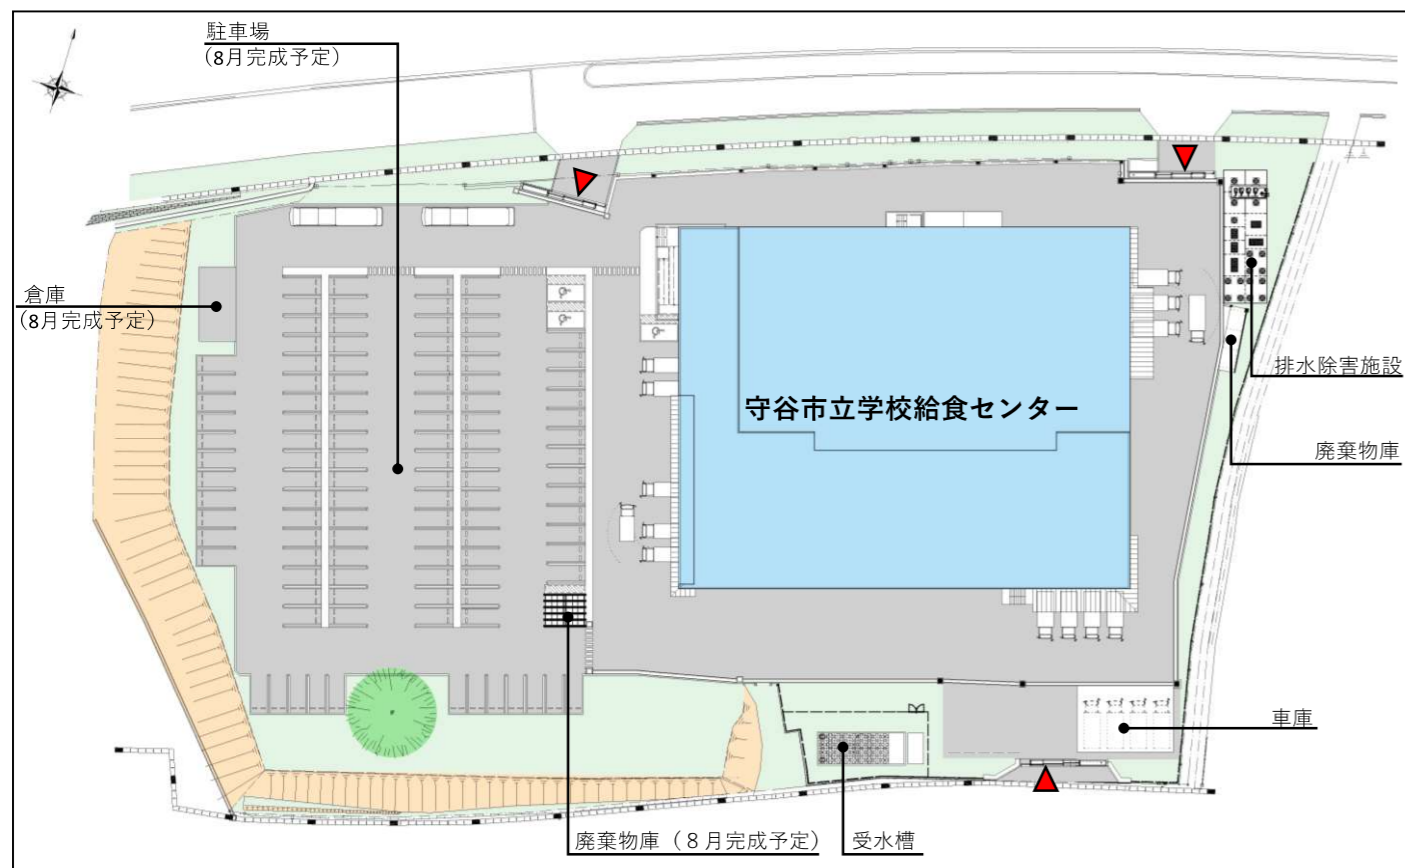 駐車場
(8月完成予定)
倉庫
(8月完成予定)
守谷市立学校給食センター
排水除害施設
廃棄物庫
車庫
廃棄物庫（８月完成予定)
受水槽